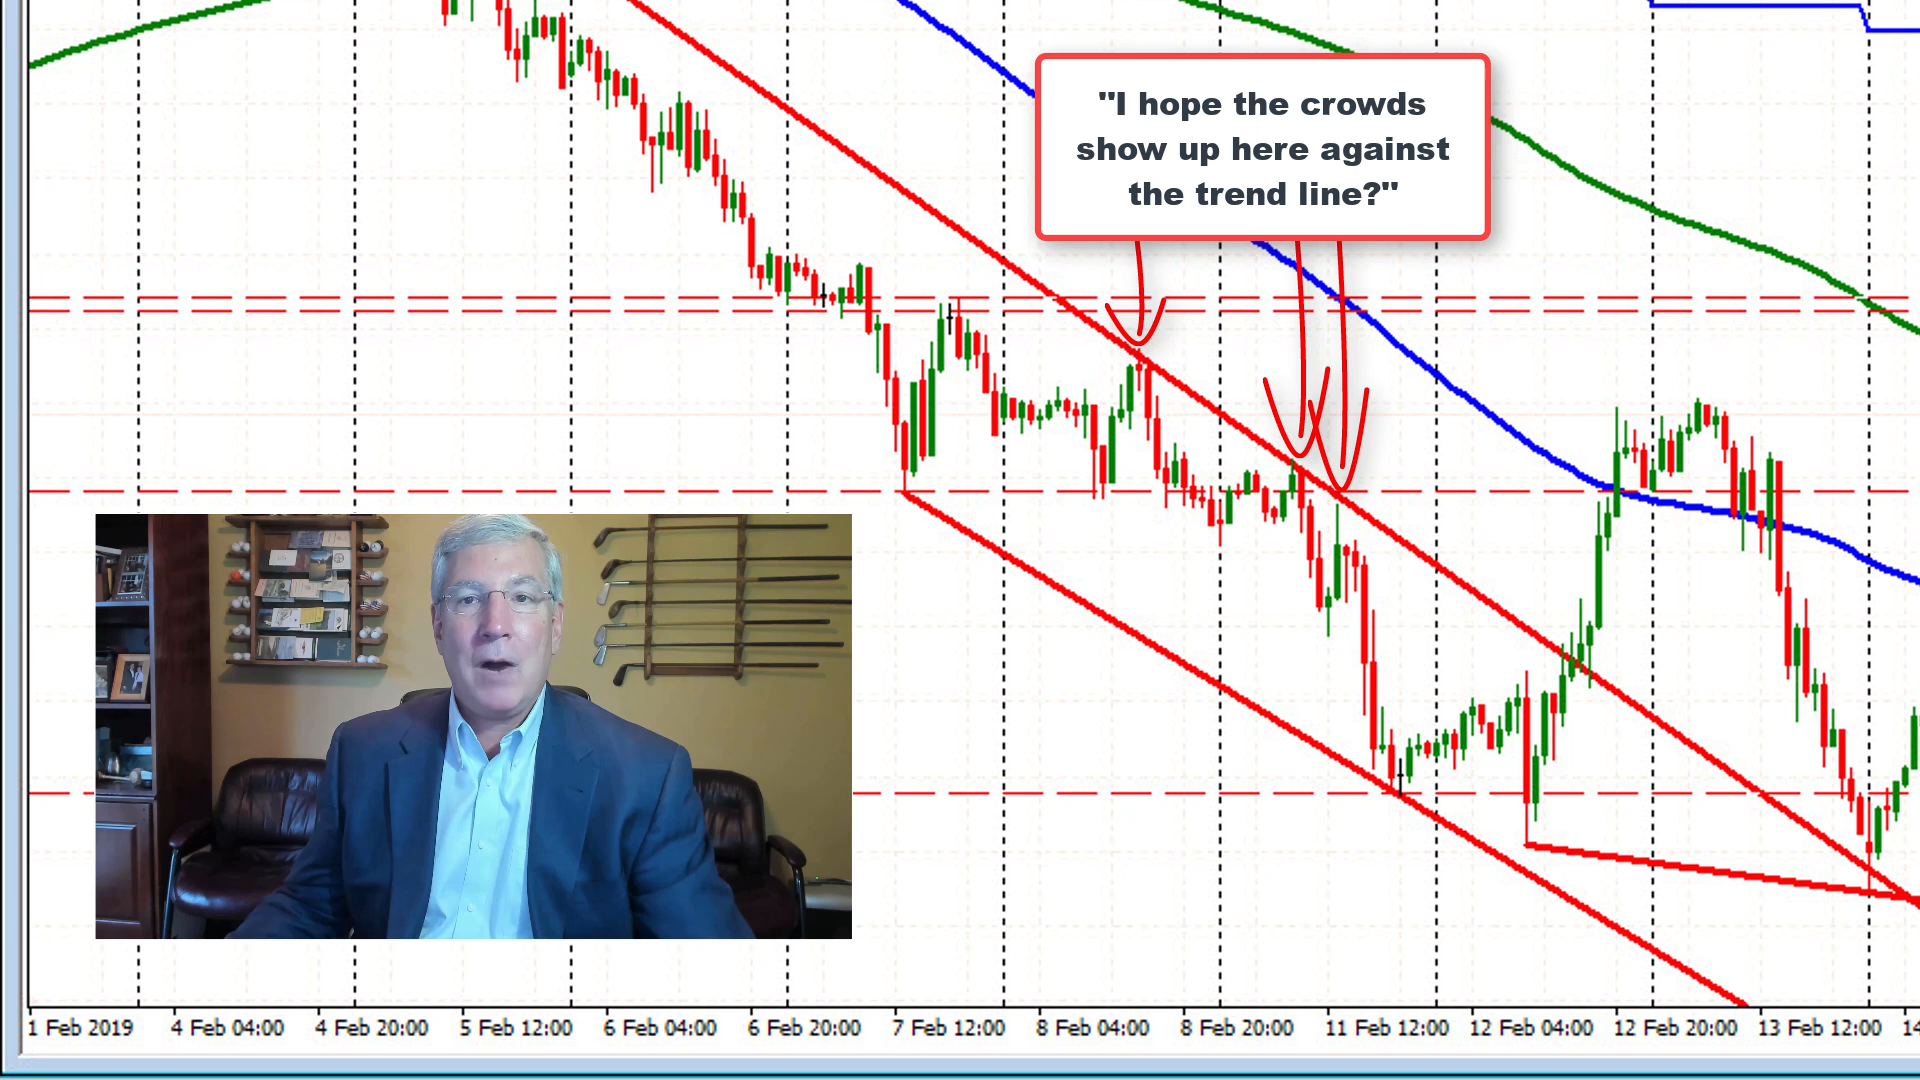 "I hope the crowds
show up here against
the trend line?"
1 Feb 2019 4 Feb 04:00 4 Feb 20:00 5 Feb 12:00 6 Feb 04:00 6 Feb 20:00 7 Feb 12:00 8 Feb 04:00 8 Feb 20:00 11 Feb 12:00 12 Feb 04:00 12 Feb 20:00 13 Feb 12:00 14